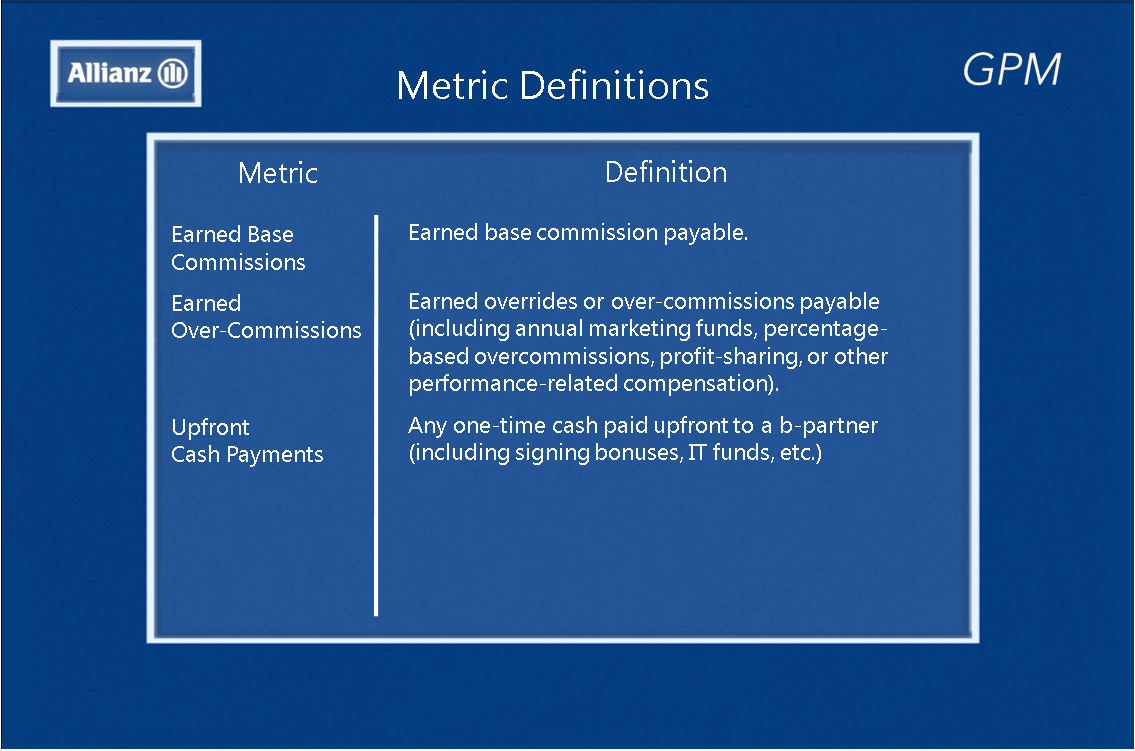 Allianz
GPM
Metric Definitions
Metric
Definition
Earned Base
Commissions
Earned base commission payable.
Earned
Over-Commissions
Earned overrides or over-commissions payable
(including annual marketing funds, percentage-
based overcommissions, profit-sharing, or other
performance-related compensation).
Upfront
Cash Payments
Any one-time cash paid upfront to a b-partner
(including signing bonuses, IT funds, etc.)